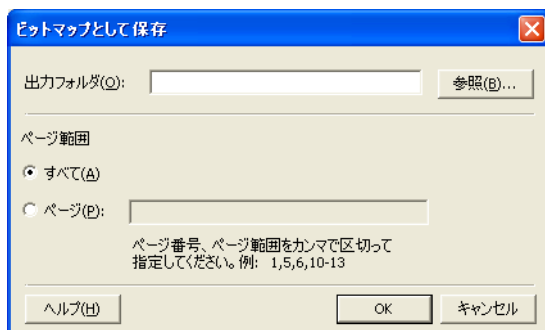 ビットマップとして保存
出力フォルダ(O):
参照(B)...
ページ範囲
すべて(A)
ページ(P):
ページ番号、ページ範囲をカンマで区切って
指定してください。例: 1,5,6,10-13
ヘルプ(H)
OK
キャンセル